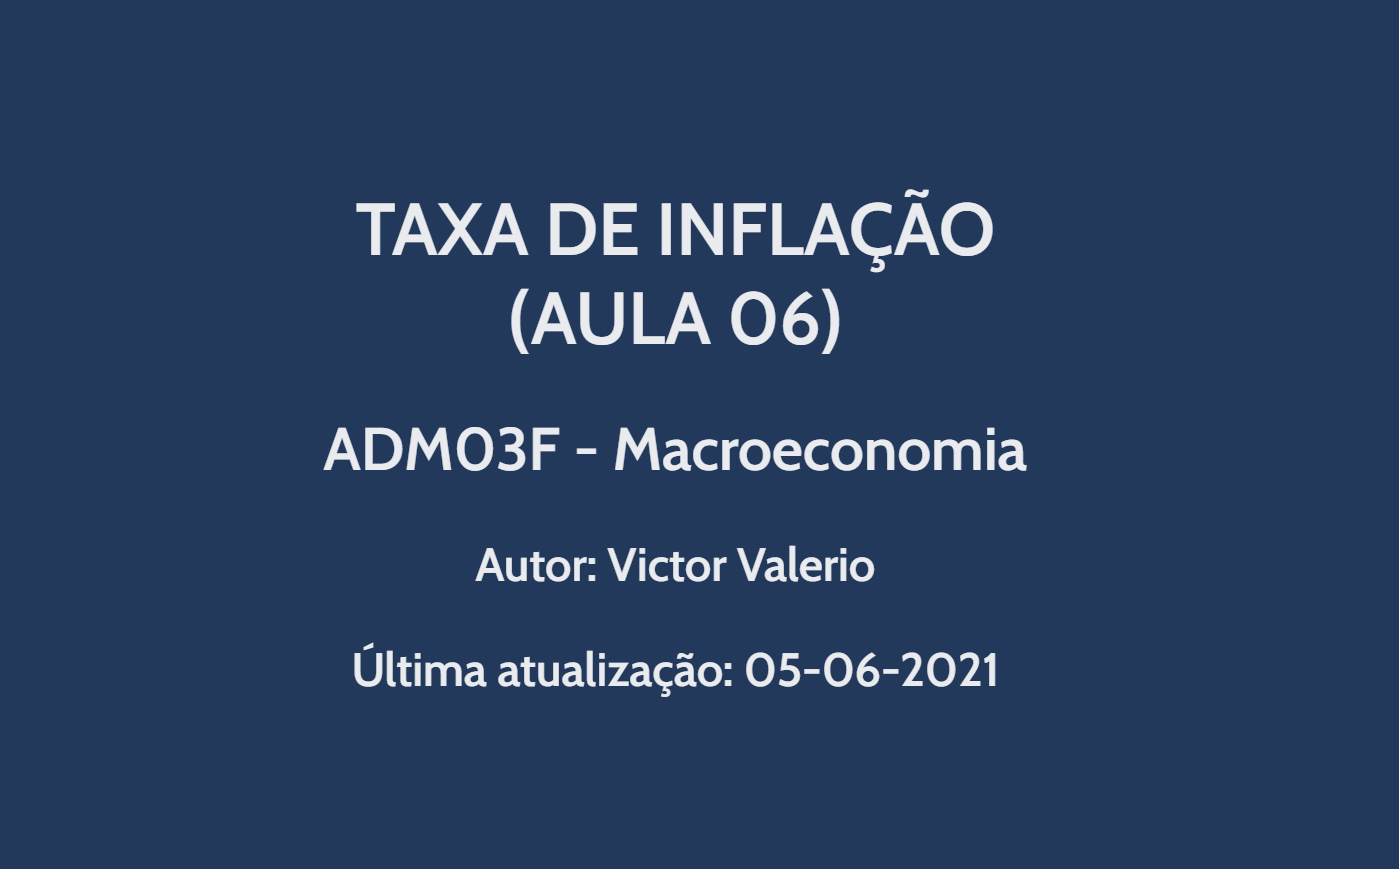 TAXA DE INFLAÇÃO
(AULA 06)
ADM03F - Macroeconomia
Autor: Victor Valerio
Última atualização: 05-06-2021